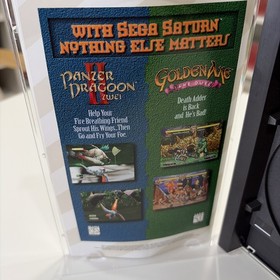 WITH SEGA SATURN
NOTHING ELSE MATTERS
PANZER
DRAGOON
II
ZWEI
Help Your
Fire Breathing Friend
Sprout His Wings...Then
Go and Fry Your Foe.
GOLDEN AXE
Death Adder
is Back
and He's Bad!